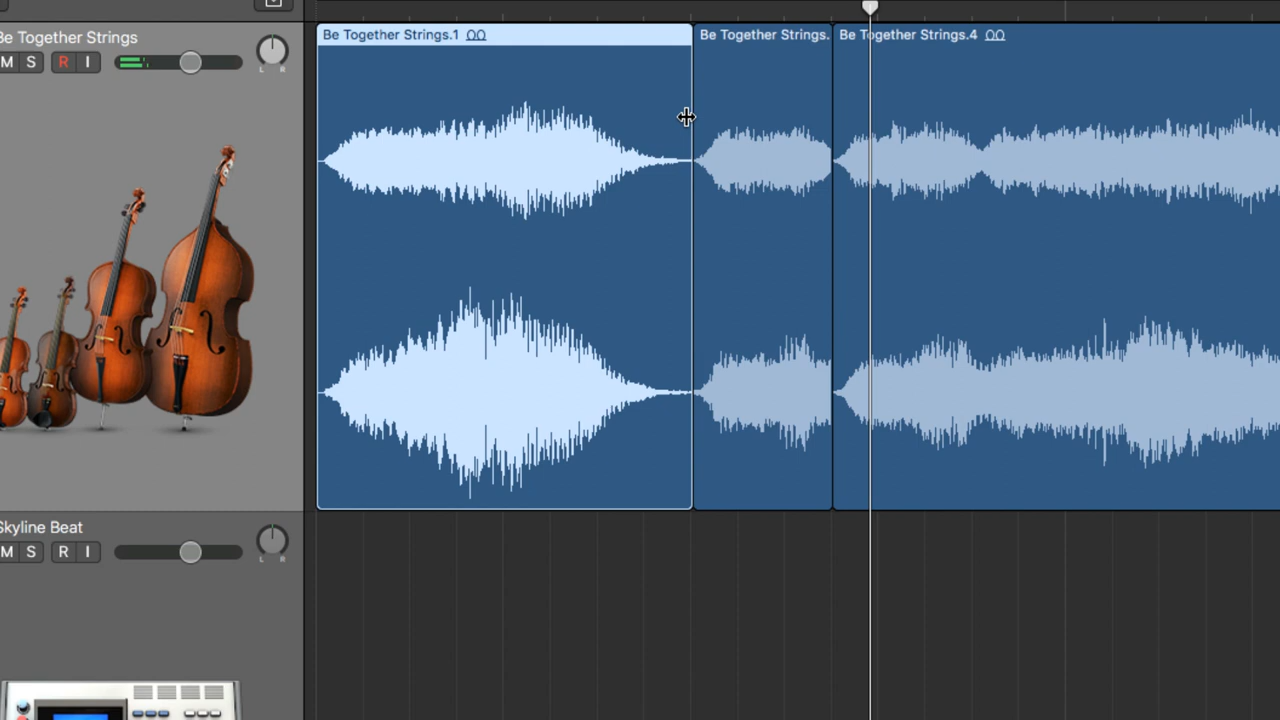 Be Together Strings
M S R I
L R
Be Together Strings.1
Be Together Strings.
Be Together Strings.4
Skyline Beat
M S R I
L R